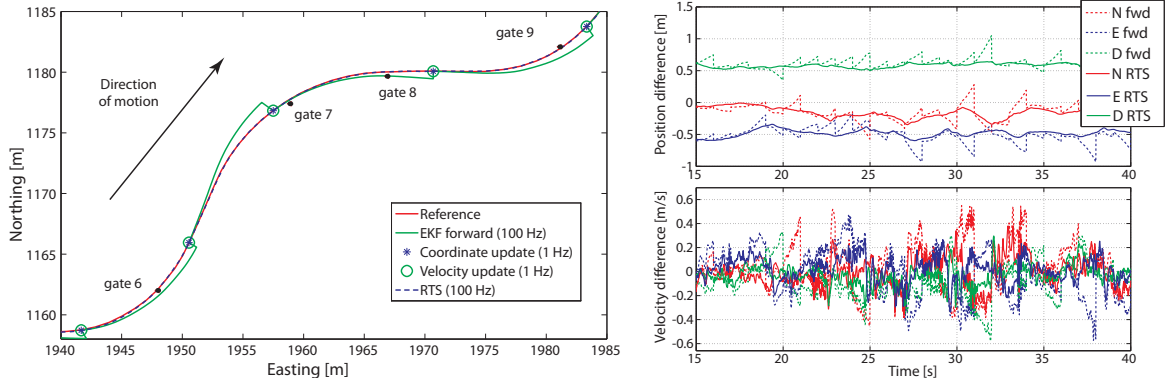 1185
1180
1175
1170
1165
1160
1940 1945 1950 1955 1960 1965 1970 1975 1980 1985
Northing [m]
Easting [m]
Direction
of motion
gate 6
gate 7
gate 8
gate 9
Reference
EKF forward (100 Hz)
Coordinate update (1 Hz)
Velocity update (1 Hz)
RTS (100 Hz)
Position difference [m]
1.5
1
0.5
0
-0.5
-1
15 20 25 30 35 40
N fwd
E fwd
D fwd
N RTS
E RTS
D RTS
Velocity difference [m/s]
0.6
0.4
0.2
0
-0.2
-0.4
-0.6
15 20 25 30 35 40
Time [s]